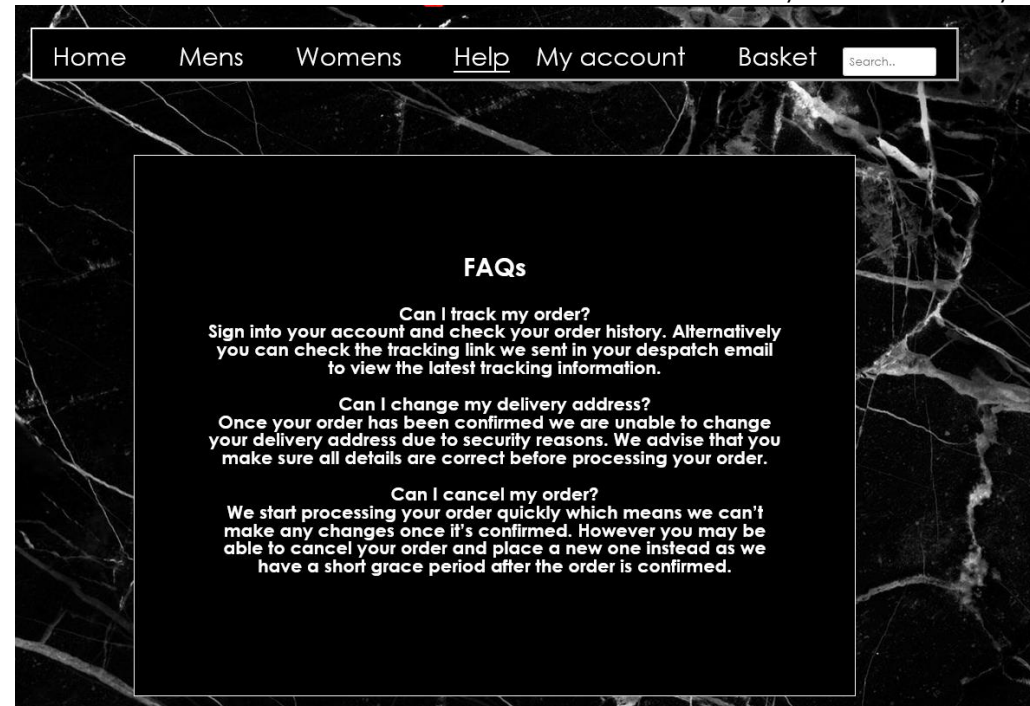 Home Mens Womens Help My account Basket Search..
FAQs
Can I track my order?
Sign into your account and check your order history. Alternatively
you can check the tracking link we sent in your despatch email
to view the latest tracking information.
Can I change my delivery address?
Once your order has been confirmed we are unable to change
your delivery address due to security reasons. We advise that you
make sure all details are correct before processing your order.
Can I cancel my order?
We start processing your order quickly which means we can’t
make any changes once it’s confirmed. However you may be
able to cancel your order and place a new one instead as we
have a short grace period after the order is confirmed.